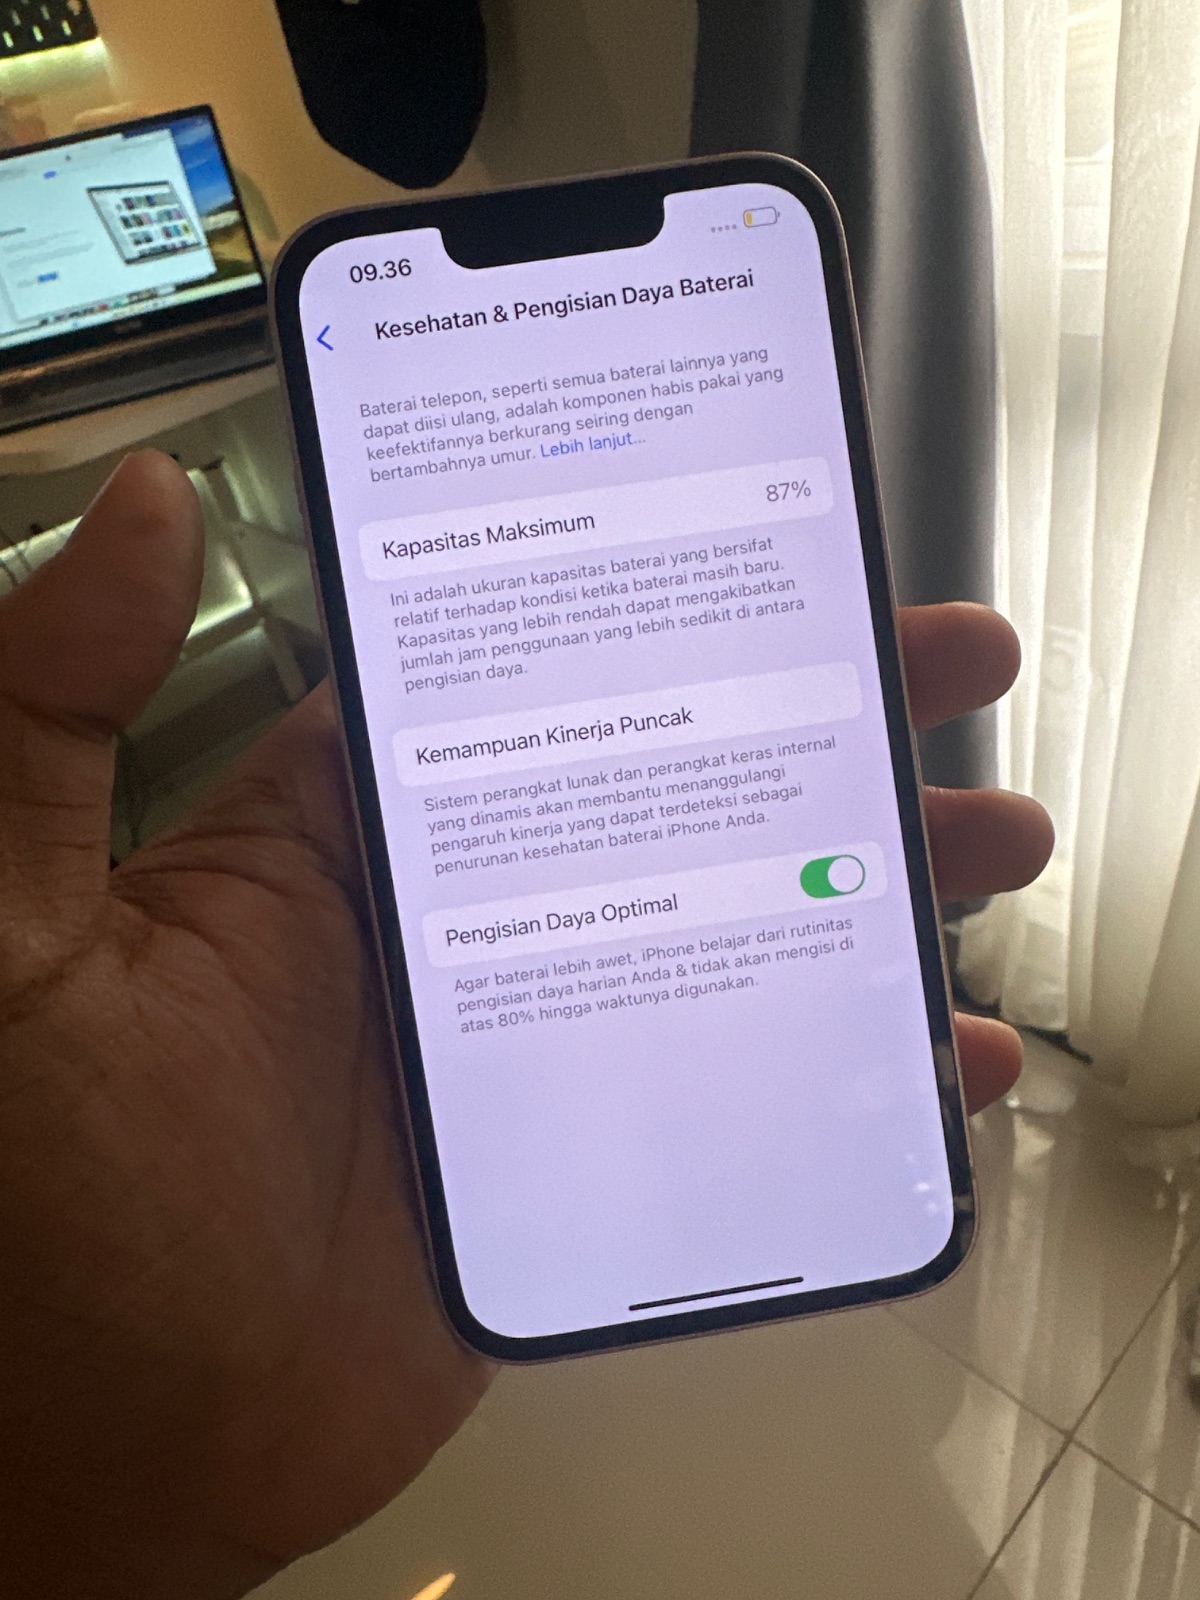 09.36
Kesehatan & Pengisian Daya Baterai
Baterai telepon, seperti semua baterai lainnya yang
dapat diisi ulang, adalah komponen habis pakai yang
keefektifannya berkurang seiring dengan
bertambahnya umur. Lebih lanjut...
Kapasitas Maksimum 87%
Ini adalah ukuran kapasitas baterai yang bersifat
relatif terhadap kondisi ketika baterai masih baru.
Kapasitas yang lebih rendah dapat mengakibatkan
jumlah jam penggunaan yang lebih sedikit di antara
pengisian daya.
Kemampuan Kinerja Puncak
Sistem perangkat lunak dan perangkat keras internal
yang dinamis akan membantu menanggulangi
pengaruh kinerja yang dapat terdeteksi sebagai
penurunan kesehatan baterai iPhone Anda.
Pengisian Daya Optimal
Agar baterai lebih awet, iPhone belajar dari rutinitas
pengisian daya harian Anda & tidak akan mengisi di
atas 80% hingga waktunya digunakan.